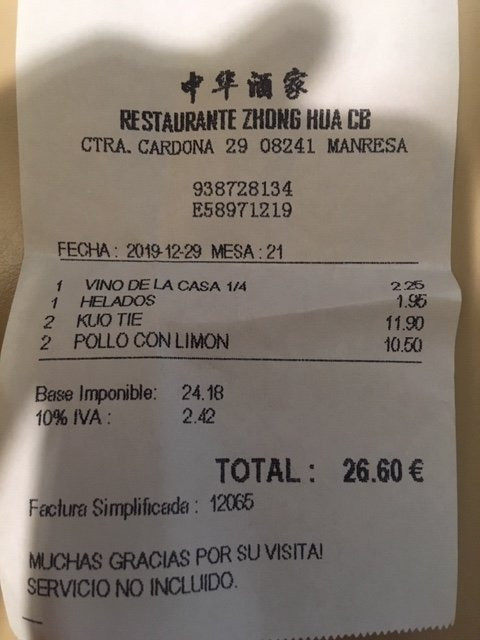 中华酒家
RESTAURANTE ZHONG HUA CB
CTRA. CARDONA 29 08241 MANRESA
938728134
E58971219
FECHA : 2019-12-29 MESA : 21
1 VINO DE LA CASA 1/4 2.25
1 HELADOS 1.95
2 KUO TIE 11.90
2 POLLO CON LIMON 10.50
Base Imponible: 24.18
10% IVA : 2.42
TOTAL : 26.60 €
Factura Simplificada : 12065
MUCHAS GRACIAS POR SU VISITA!
SERVICIO NO INCLUIDO.